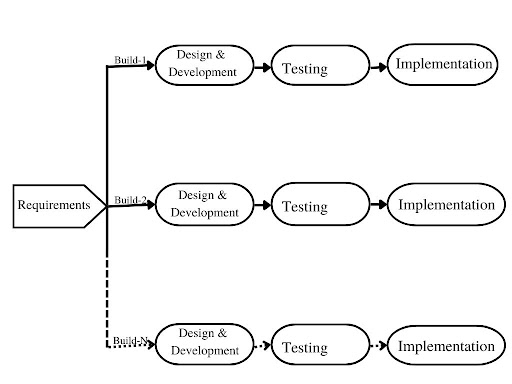 Build-1
Design &
Development
Testing
Implementation
Requirements
Build-2
Design &
Development
Testing
Implementation
Build-N
Design &
Development
Testing
Implementation